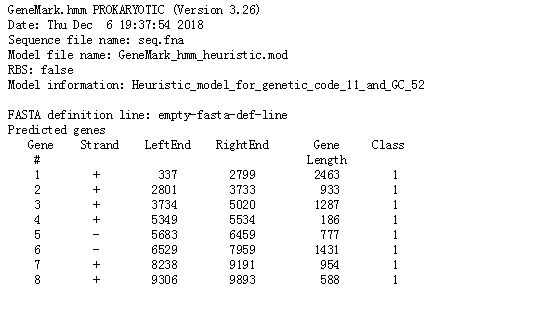 GeneMark.hmm PROKARYOTIC (Version 3.26)
Date: Thu Dec  6 19:37:54 2018
Sequence file name: seq.fna
Model file name: GeneMark_hmm_heuristic.mod
RBS: false
Model information: Heuristic_model_for_genetic_code_11_and_GC_52
FASTA definition line: empty-fasta-def-line
Predicted genes
Gene Strand LeftEnd RightEnd Gene Class
# Length
1 + 337 2799 2463 1
2 + 2801 3733 933 1
3 + 3734 5020 1287 1
4 + 5349 5534 186 1
5 - 5683 6459 777 1
6 - 6529 7959 1431 1
7 + 8238 9191 954 1
8 + 9306 9893 588 1